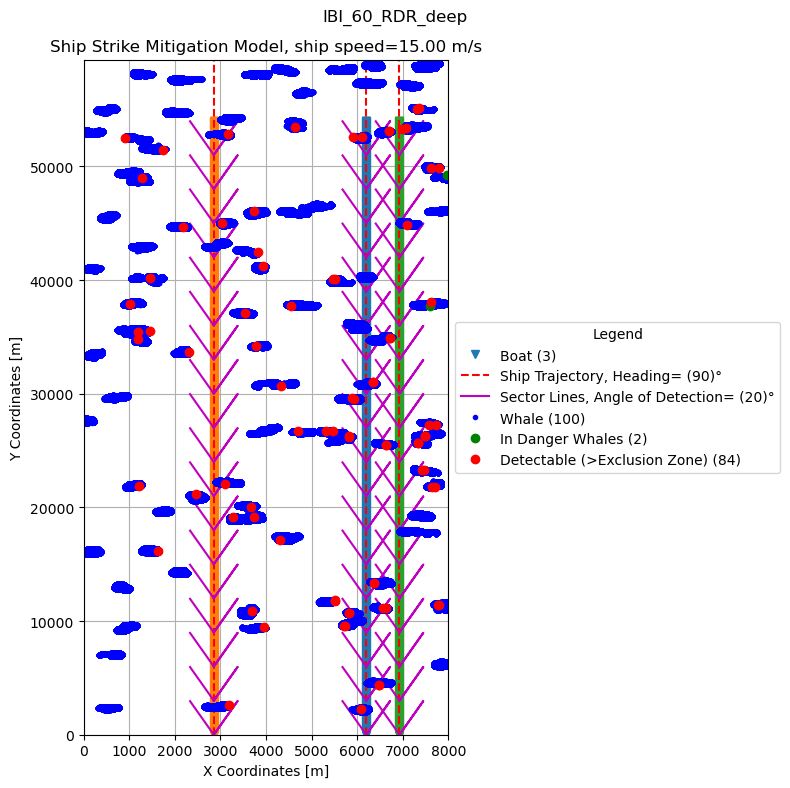 IBI_60_RDR_deep
Ship Strike Mitigation Model, ship speed=15.00 m/s
Y Coordinates [m]
50000
40000
30000
20000
10000
0
0 1000 2000 3000 4000 5000 6000 7000 8000
X Coordinates [m]
Legend
Boat (3)
Ship Trajectory, Heading= (90)°
Sector Lines, Angle of Detection= (20)°
Whale (100)
In Danger Whales (2)
Detectable (>Exclusion Zone) (84)